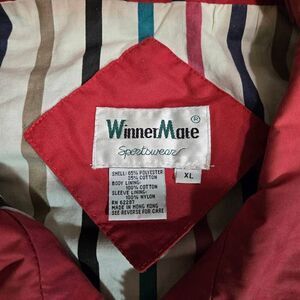 WinnerMate ®
Sportswear
SHELL: 65% POLYESTER
35% COTTON
BODY LINING
100% COTTON
SLEEVE LINING
100% NYLON
RN 62287
MADE IN HONG KONG
SEE REVERSE FOR CARE
XL